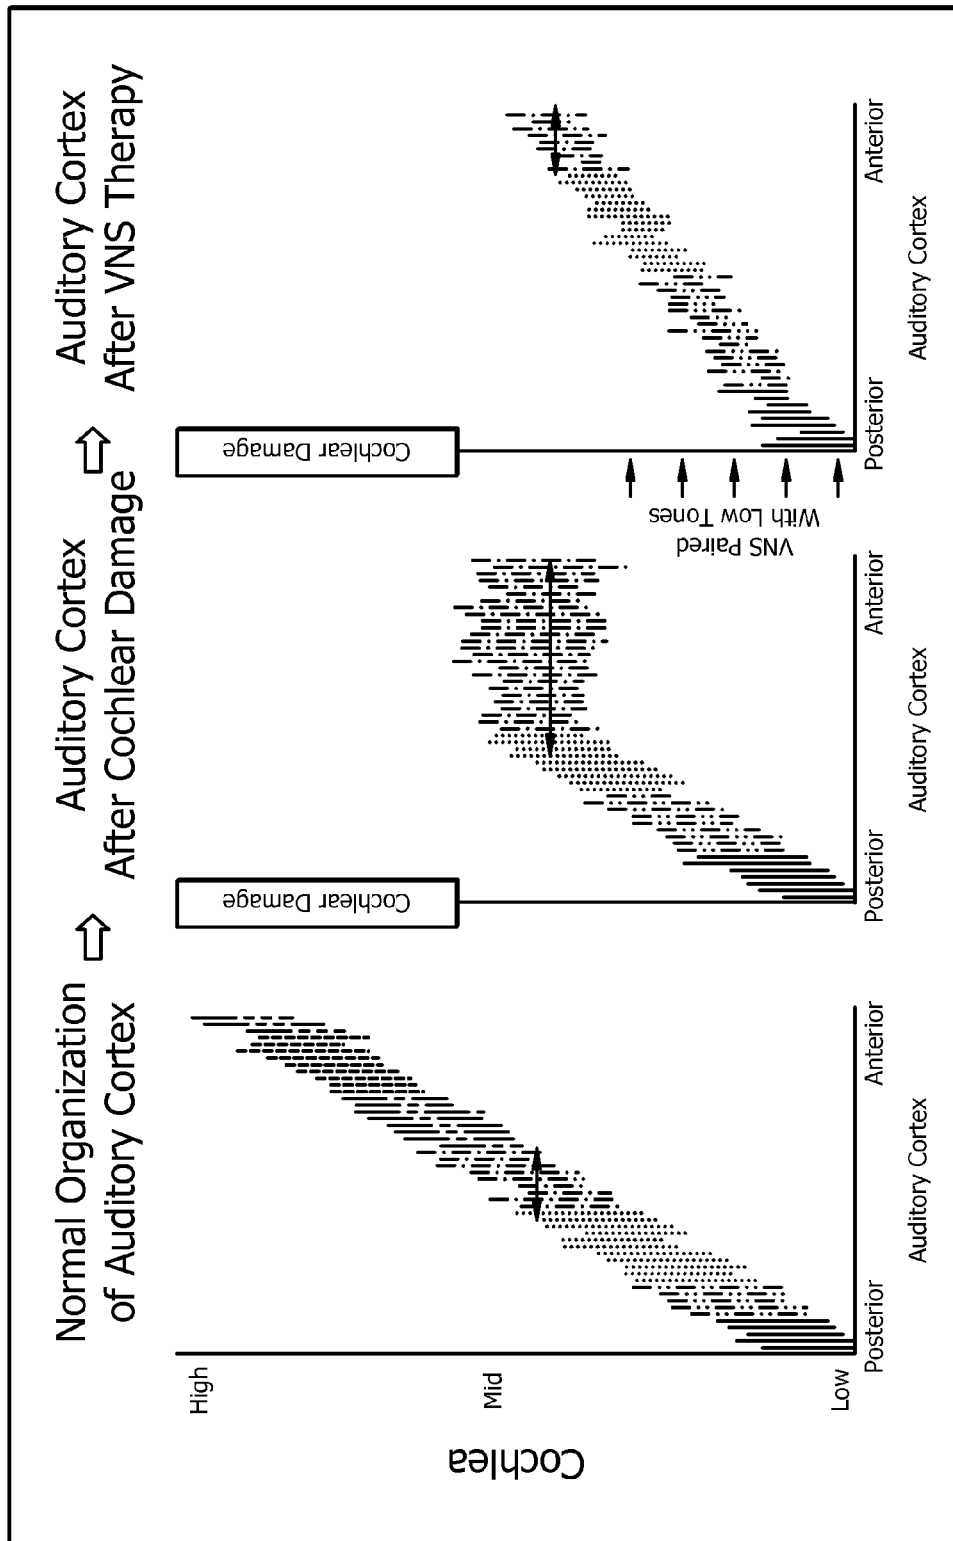 Normal Organization
of Auditory Cortex
Auditory Cortex
After Cochlear Damage
Auditory Cortex
After VNS Therapy
Cochlea
High
Mid
Low
Posterior
Anterior
Auditory Cortex
Cochlear Damage
Posterior
Anterior
Auditory Cortex
VNS Paired
With Low Tones
Cochlear Damage
Posterior
Anterior
Auditory Cortex